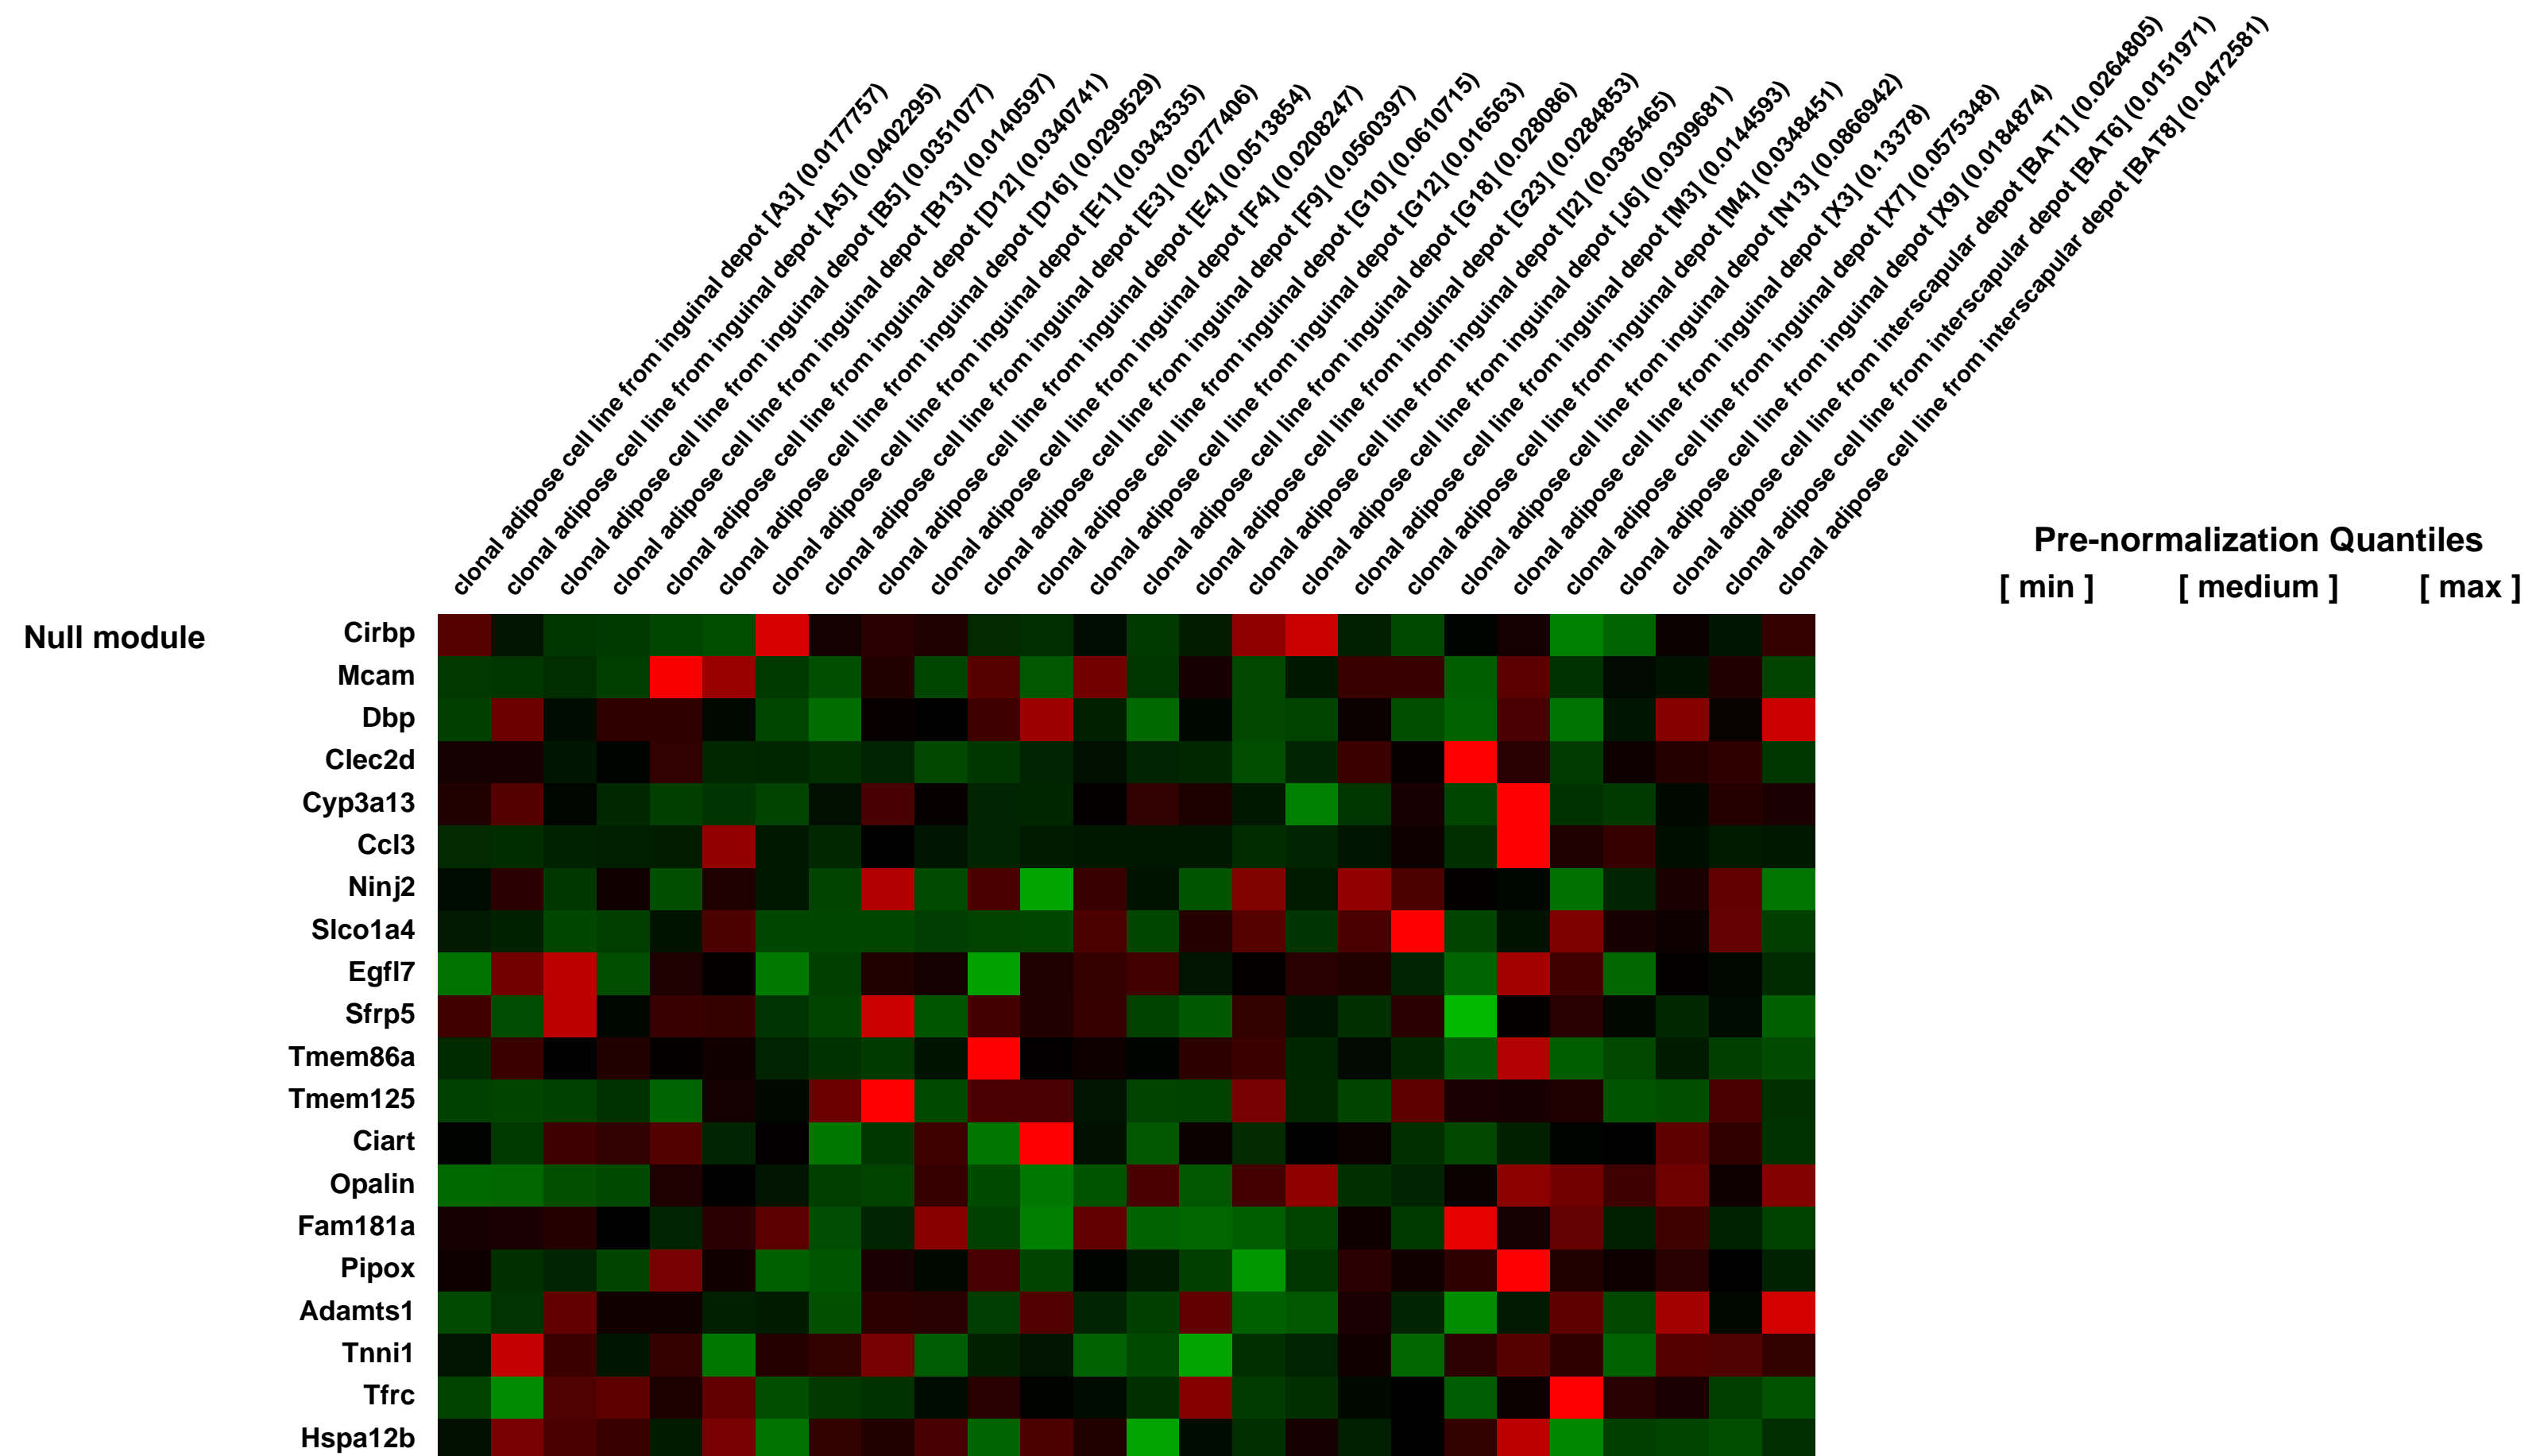 clonal adipose cell line from inguinal depot [A3] (0.0177757)
clonal adipose cell line from inguinal depot [A5] (0.0402295)
clonal adipose cell line from inguinal depot [B5] (0.0351077)
clonal adipose cell line from inguinal depot [B13] (0.0140597)
clonal adipose cell line from inguinal depot [D12] (0.0340741)
clonal adipose cell line from inguinal depot [D16] (0.0299529)
clonal adipose cell line from inguinal depot [E1] (0.0343535)
clonal adipose cell line from inguinal depot [E3] (0.0277406)
clonal adipose cell line from inguinal depot [E4] (0.0513854)
clonal adipose cell line from inguinal depot [F4] (0.0208247)
clonal adipose cell line from inguinal depot [F9] (0.0560397)
clonal adipose cell line from inguinal depot [G10] (0.0610715)
clonal adipose cell line from inguinal depot [G12] (0.016563)
clonal adipose cell line from inguinal depot [G18] (0.028086)
clonal adipose cell line from inguinal depot [G23] (0.0284853)
clonal adipose cell line from inguinal depot [I2] (0.0385465)
clonal adipose cell line from inguinal depot [J6] (0.0309681)
clonal adipose cell line from inguinal depot [M3] (0.0144593)
clonal adipose cell line from inguinal depot [M4] (0.0348451)
clonal adipose cell line from inguinal depot [N13] (0.0866942)
clonal adipose cell line from inguinal depot [X3] (0.13378)
clonal adipose cell line from inguinal depot [X7] (0.0575348)
clonal adipose cell line from inguinal depot [X9] (0.0184874)
clonal adipose cell line from interscapular depot [BAT1] (0.0264805)
clonal adipose cell line from interscapular depot [BAT6] (0.0151971)
clonal adipose cell line from interscapular depot [BAT8] (0.0472581)
Pre-normalization Quantiles
[ min ] [ medium ] [ max ]
Null module
Cirbp
Mcam
Dbp
Clec2d
Cyp3a13
Ccl3
Ninj2
Slco1a4
Egfl7
Sfrp5
Tmem86a
Tmem125
Ciart
Opalin
Fam181a
Pipox
Adamts1
Tnni1
Tfrc
Hspa12b